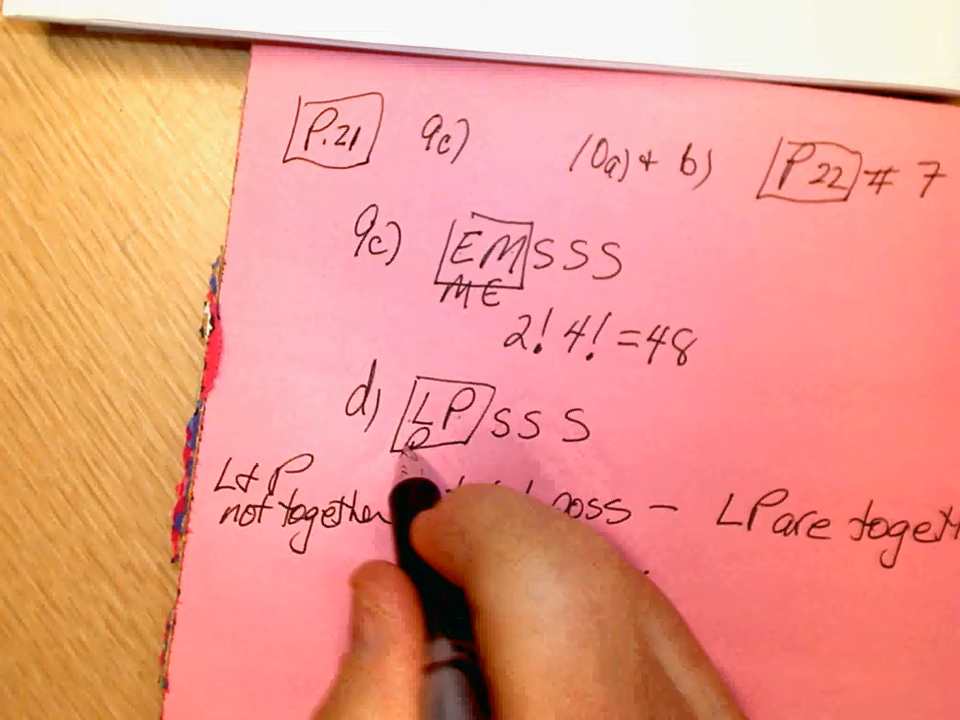 P.21 9c) 10a) + b) P22 # 7
9c) EM S S S
ME
2! 4! = 48
d) LP S S S
P
L & P
not together poss - LP are togeth